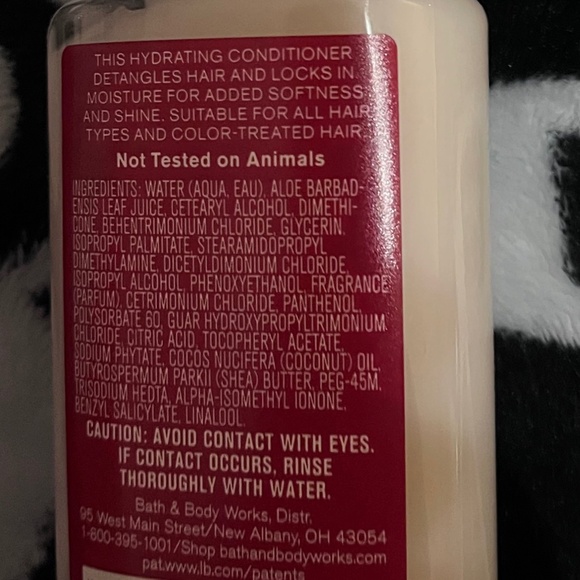 THIS HYDRATING CONDITIONER
DETANGLES HAIR AND LOCKS IN
MOISTURE FOR ADDED SOFTNESS
AND SHINE. SUITABLE FOR ALL HAIR
TYPES AND COLOR-TREATED HAIR.
Not Tested on Animals
INGREDIENTS: WATER (AQUA, EAU), ALOE BARBAD-
ENSIS LEAF JUICE, CETEARYL ALCOHOL, DIMETHI-
CONE, BEHENTRIMONIUM CHLORIDE, GLYCERIN,
ISOPROPYL PALMITATE, STEARAMIDOPROPYL
DIMETHYLAMINE, DICETYLDIMONIUM CHLORIDE,
ISOPROPYL ALCOHOL, PHENOXYETHANOL, FRAGRANCE
(PARFUM), CETRIMONIUM CHLORIDE, PANTHENOL,
POLYSORBATE 60, GUAR HYDROXYPROPYLTRIMONIUM
CHLORIDE, CITRIC ACID, TOCOPHERYL ACETATE,
SODIUM PHYTATE, COCOS NUCIFERA (COCONUT) OIL,
BUTYROSPERMUM PARKII (SHEA) BUTTER, PEG-45M,
TRISODIUM HEDTA, ALPHA-ISOMETHYL IONONE,
BENZYL SALICYLATE, LINALOOL.
CAUTION: AVOID CONTACT WITH EYES.
IF CONTACT OCCURS, RINSE
THOROUGHLY WITH WATER.
Bath & Body Works, Distr.
95 West Main Street/New Albany, OH 43054
1-800-395-1001/Shop bathandbodyworks.com
pat.www.lb.com/patents